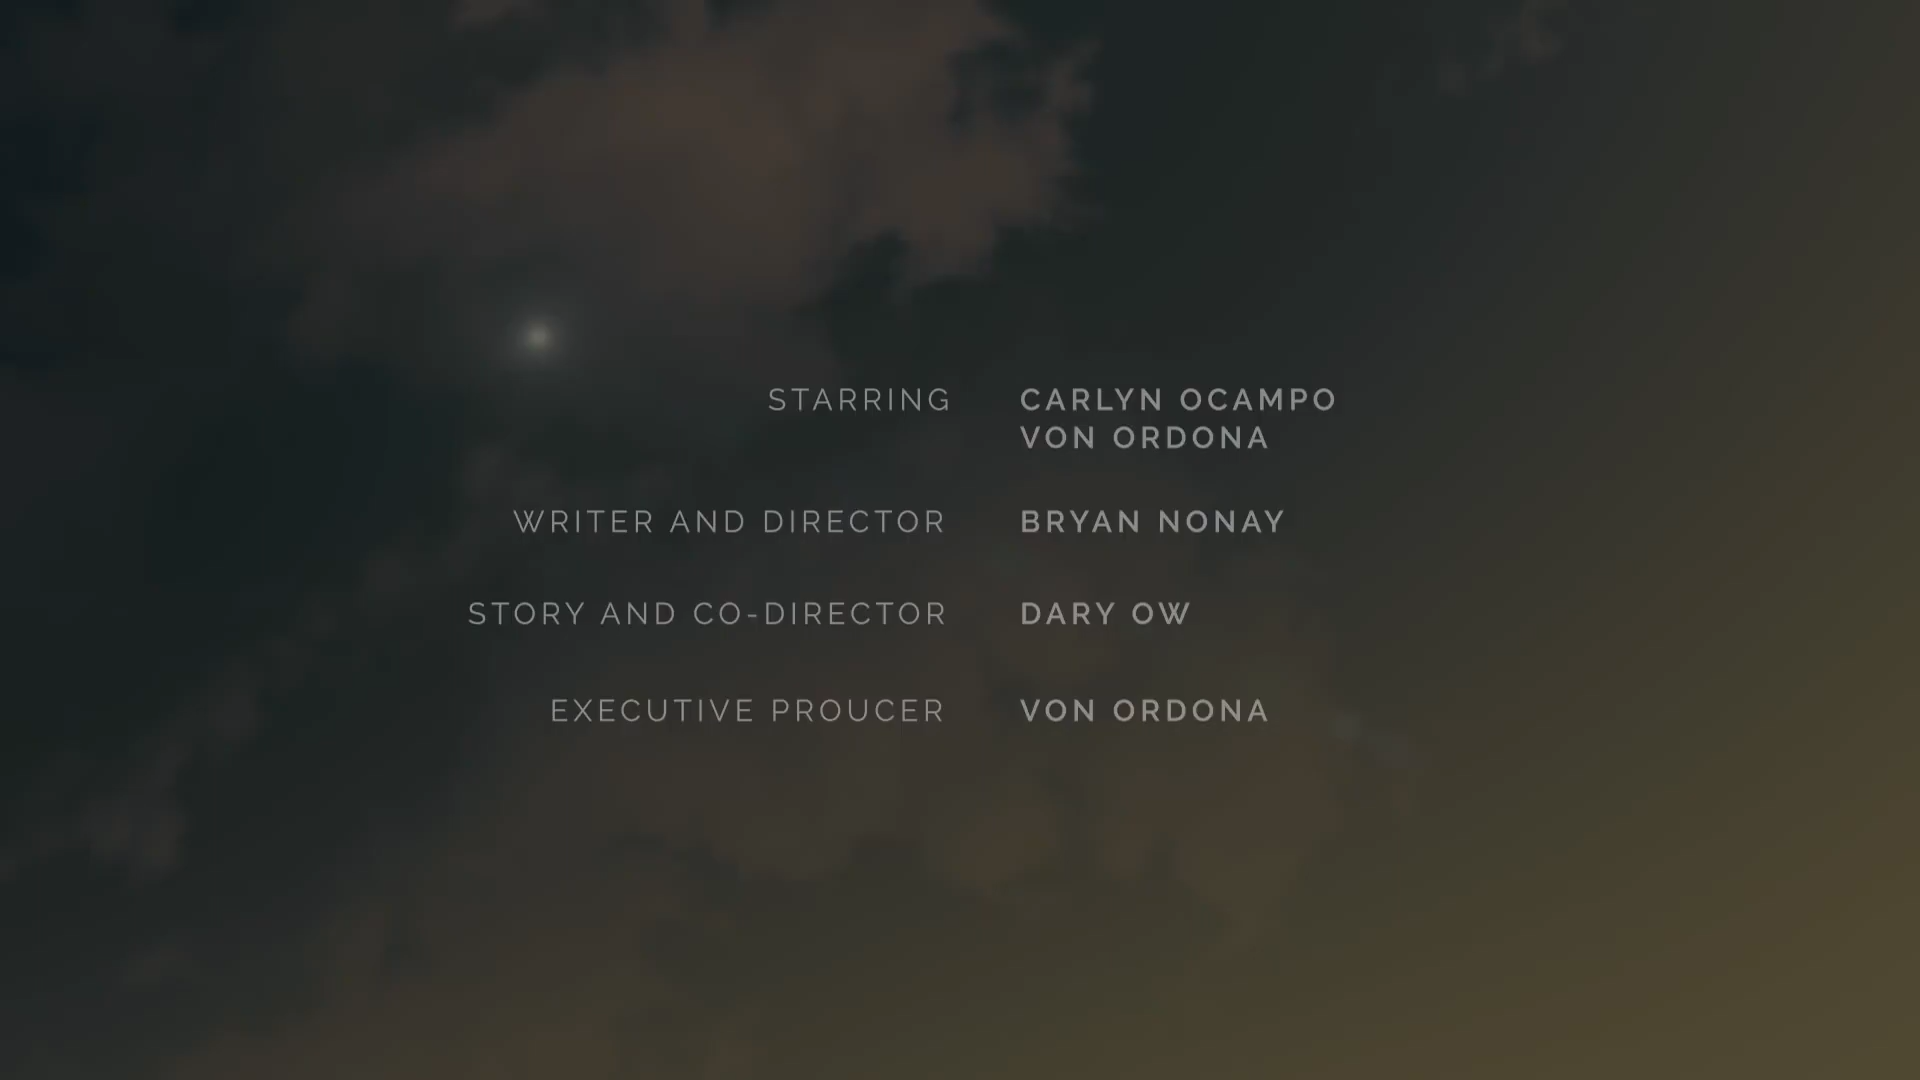 STARRING CARLYN OCAMPO
VON ORDONA
WRITER AND DIRECTOR BRYAN NONAY
STORY AND CO-DIRECTOR DARY OW
EXECUTIVE PROUCER VON ORDONA